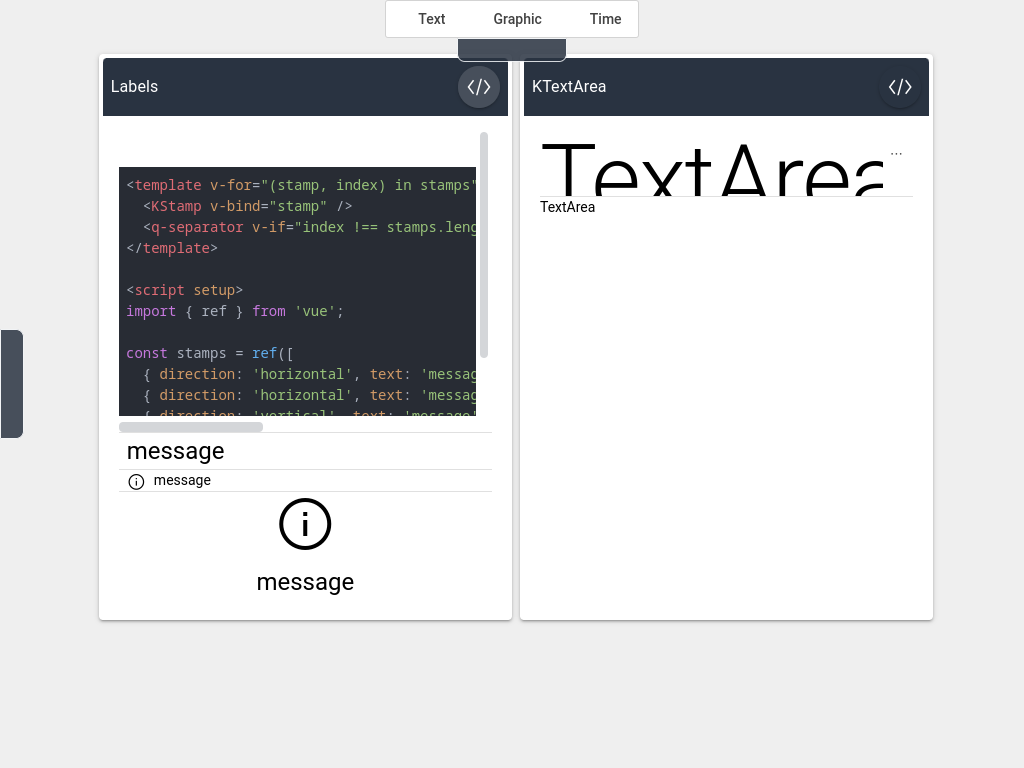 Text Graphic Time
Labels
<template v-for="(stamp, index) in stamps"
<KStamp v-bind="stamp" />
<q-separator v-if="index !== stamps.leng
</template>
<script setup>
import { ref } from 'vue';
const stamps = ref([
{ direction: 'horizontal', text: 'messag
{ direction: 'horizontal', text: 'messag
{ direction: 'vertical', text: 'message'
message
message
message
KTextArea
TextArea
...
TextArea